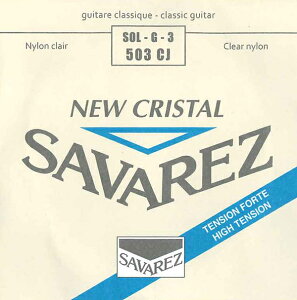 guitare classique - classic guitar
Nylon clair
SOL - G - 3
503 CJ
Clear nylon
NEW CRISTAL
SAVAREZ
TENSION FORTE
HIGH TENSION
SAVAREZ